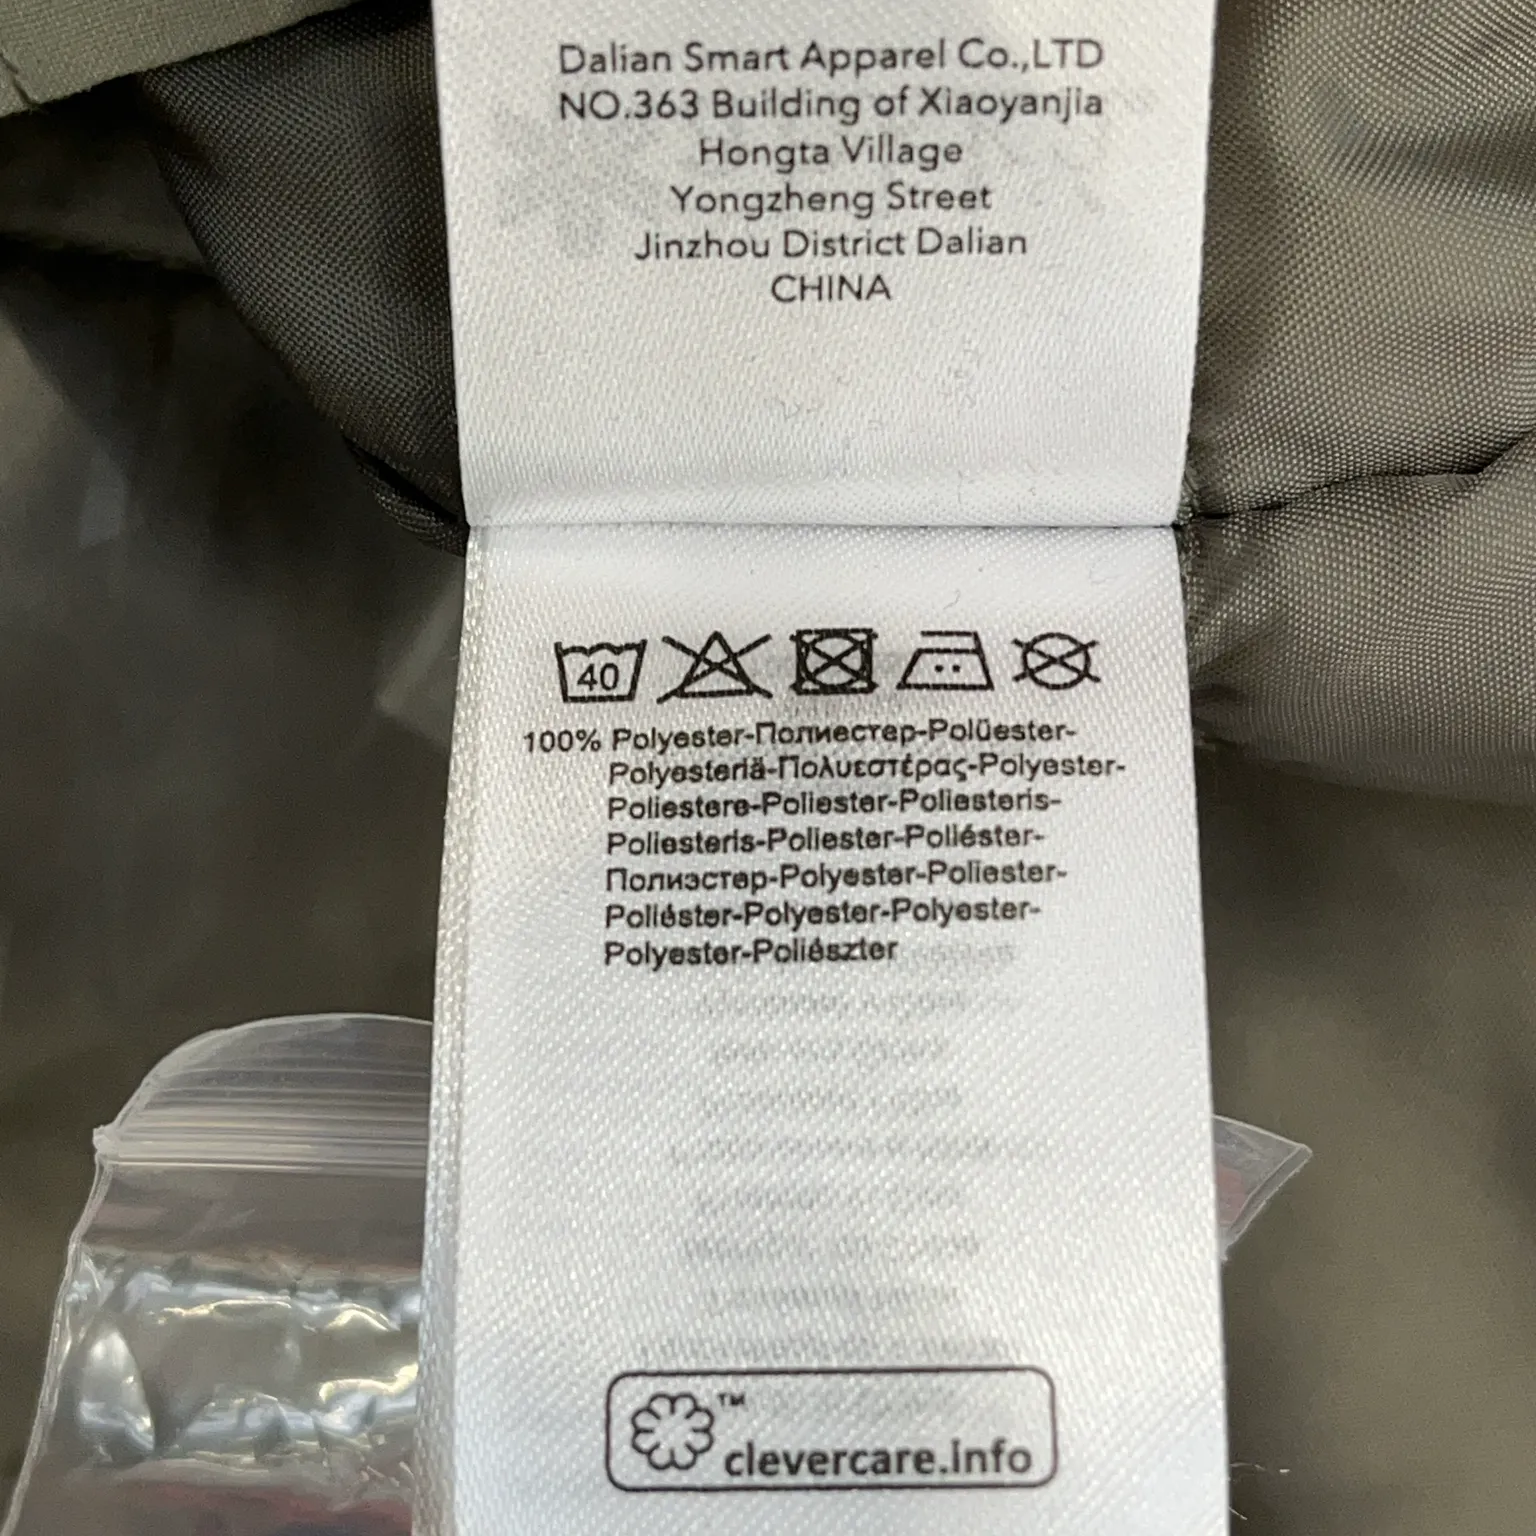 Dalian Smart Apparel Co.,LTD
NO.363 Building of Xiaoyanjia
Hongta Village
Yongzheng Street
Jinzhou District Dalian
CHINA
40
100% Polyester-Полиестер-Polüester-
Polyesteriä-Πολυεστέρας-Polyester-
Poliestere-Poliester-Poliesteris-
Poliesteris-Poliester-Poliéster-
Полиэстер-Polyester-Poliester-
Poliéster-Polyester-Polyester-
Polyester-Poliészter
™
clevercare.info